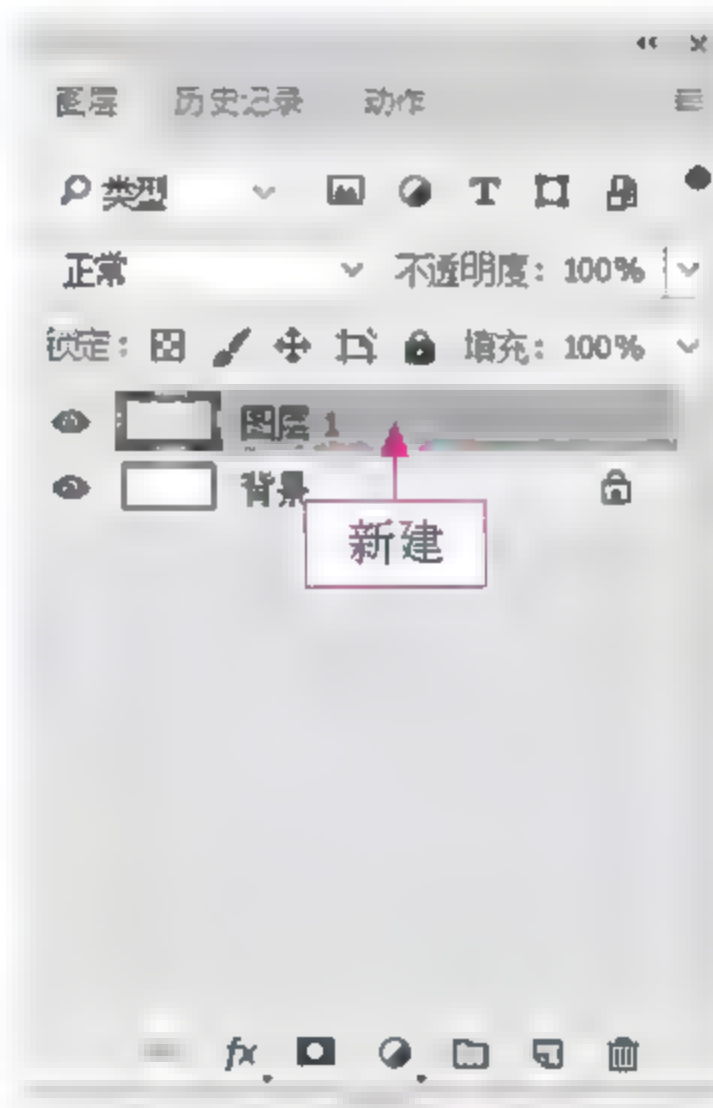 图层 历史记录 动作
类型 T
正常 不透明度：100%
锁定： 填充：100%
图层 1
背景
新建
fx